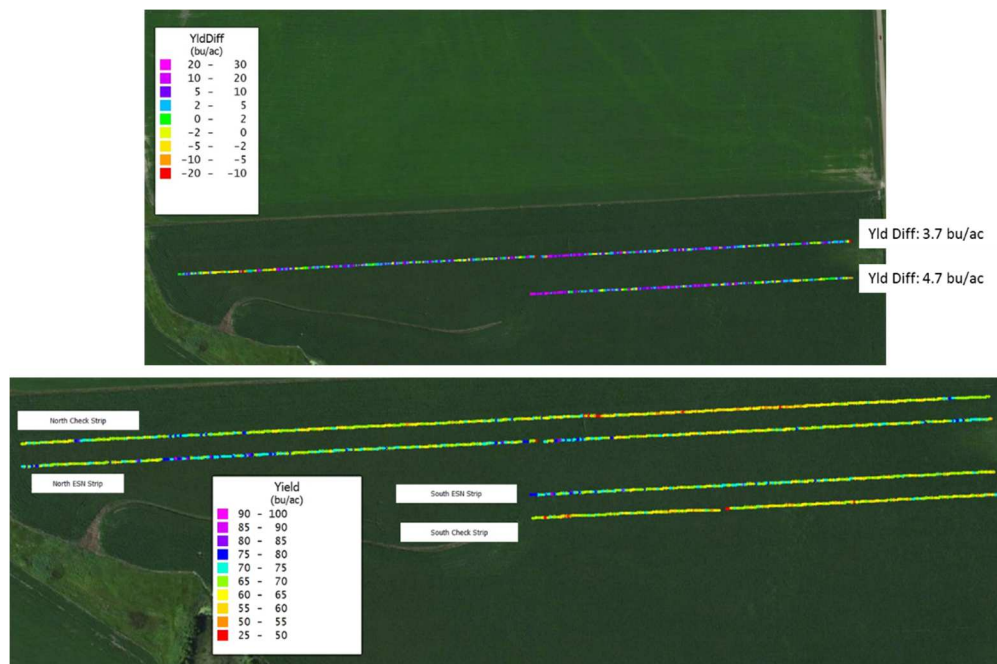 YldDiff
(bu/ac)
20 - 30
10 - 20
5 - 10
2 - 5
0 - 2
-2 - 0
-5 - -2
-10 - -5
-20 - -10
Yld Diff: 3.7 bu/ac
Yld Diff: 4.7 bu/ac
North Check Strip
North ESN Strip
South ESN Strip
South Check Strip
Yield
(bu/ac)
90 - 100
85 - 90
80 - 85
75 - 80
70 - 75
65 - 70
60 - 65
55 - 60
50 - 55
25 - 50